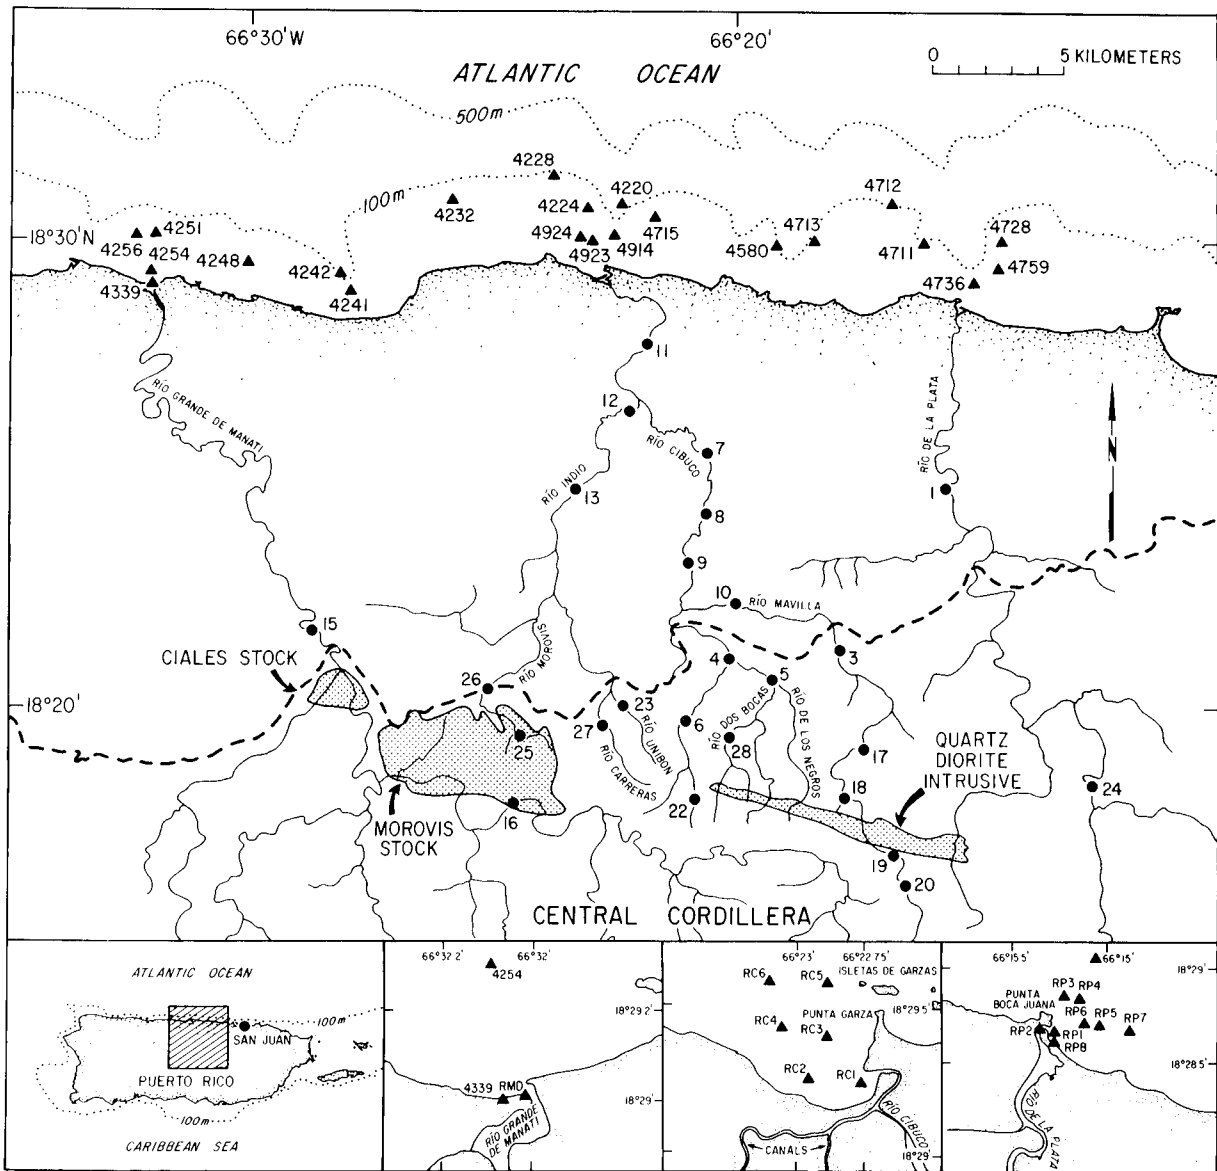 66°30'W
66°20'
0 5 KILOMETERS
ATLANTIC OCEAN
500m
100m
4228
4220
4712
4232
4224
4715
4713
4728
4251
4924
4914
4580
4711
18°30'N
4256
4254
4248
4242
4923
4759
4339
4241
4736
11
RÍO GRANDE DE MANATI
12
RÍO CIBUCO
7
RÍO DE LA PLATA
N
RÍO INDIO
13
1
8
9
10
RÍO MAVILLA
15
RÍO MOROVIS
CIALES STOCK
4
3
5
26
18°20'
23
27
6
RÍO DOS BOCAS
RÍO DE LOS NEGROS
25
RÍO UNIBON
28
17
QUARTZ
DIORITE
INTRUSIVE
RÍO CARRERAS
22
18
24
16
MOROVIS
STOCK
19
20
CENTRAL CORDILLERA
ATLANTIC OCEAN
100m
SAN JUAN
PUERTO RICO
100m
CARIBBEAN SEA
66°32.2'
66°32'
4254
18°29.2'
4339
RMD
18°29'
RÍO GRANDE
DE MANATI
66°23'
66°22.75'
RC6
RC5
ISLETAS DE GARZAS
18°29.5'
PUNTA GARZA
RC4
RC3
RC2
RC1
RÍO CIBUCO
CANALS
18°29'
66°15.5'
66°15'
18°29'
RP3
RP4
PUNTA
BOCA JUANA
RP6
RP5
RP7
RP2
RP1
RP8
18°28.5'
RÍO DE LA PLATA